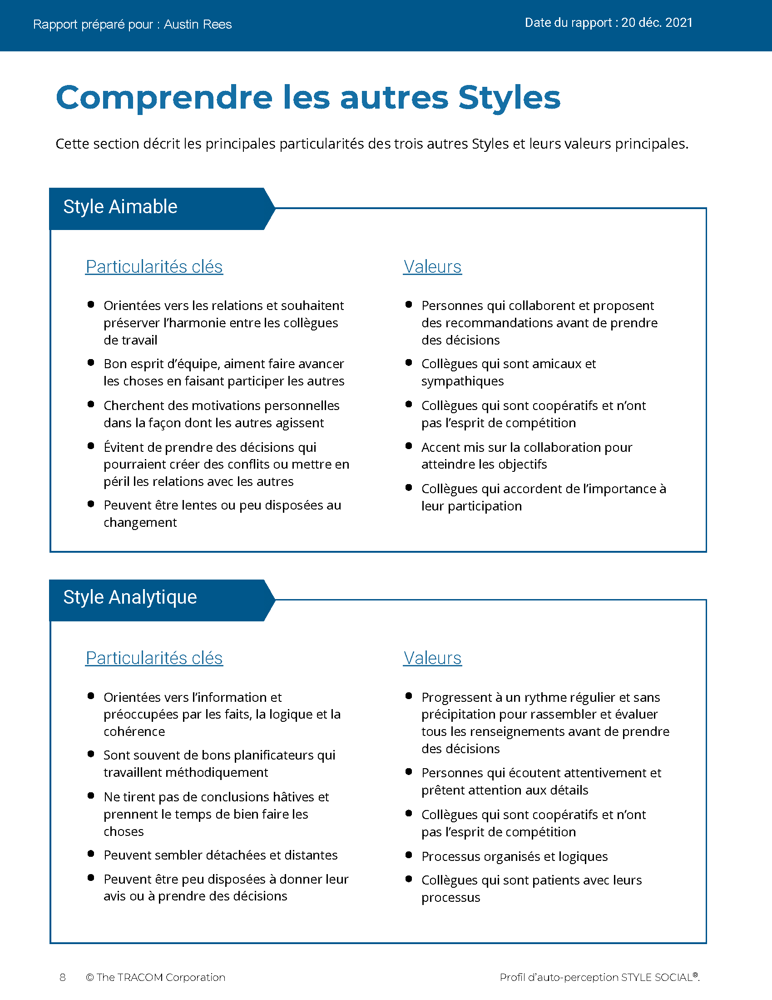 Rapport préparé pour : Austin Rees
Date du rapport : 20 déc. 2021
Comprendre les autres Styles
Cette section décrit les principales particularités des trois autres Styles et leurs valeurs principales.
Style Aimable
Particularités clés
• Orientées vers les relations et souhaitent
préserver l’harmonie entre les collègues
de travail
• Bon esprit d’équipe, aiment faire avancer
les choses en faisant participer les autres
• Cherchent des motivations personnelles
dans la façon dont les autres agissent
• Évitent de prendre des décisions qui
pourraient créer des conflits ou mettre en
péril les relations avec les autres
• Peuvent être lentes ou peu disposées au
changement
Valeurs
• Personnes qui collaborent et proposent
des recommandations avant de prendre
des décisions
• Collègues qui sont amicaux et
sympathiques
• Collègues qui sont coopératifs et n’ont
pas l’esprit de compétition
• Accent mis sur la collaboration pour
atteindre les objectifs
• Collègues qui accordent de l’importance à
leur participation
Style Analytique
Particularités clés
• Orientées vers l’information et
préoccupées par les faits, la logique et la
cohérence
• Sont souvent de bons planificateurs qui
travaillent méthodiquement
• Ne tirent pas de conclusions hâtives et
prennent le temps de bien faire les
choses
• Peuvent sembler détachées et distantes
• Peuvent être peu disposées à donner leur
avis ou à prendre des décisions
Valeurs
• Progressent à un rythme régulier et sans
précipitation pour rassembler et évaluer
tous les renseignements avant de prendre
des décisions
• Personnes qui écoutent attentivement et
prêtent attention aux détails
• Collègues qui sont coopératifs et n’ont
pas l’esprit de compétition
• Processus organisés et logiques
• Collègues qui sont patients avec leurs
processus
8 © The TRACOM Corporation
Profil d’auto-perception STYLE SOCIAL®.